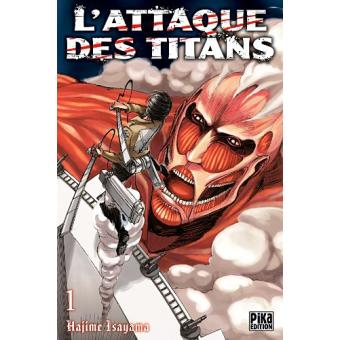 L'ATTAQUE
DES TITANS
1
Hajime Isayama
Pika
EDITION